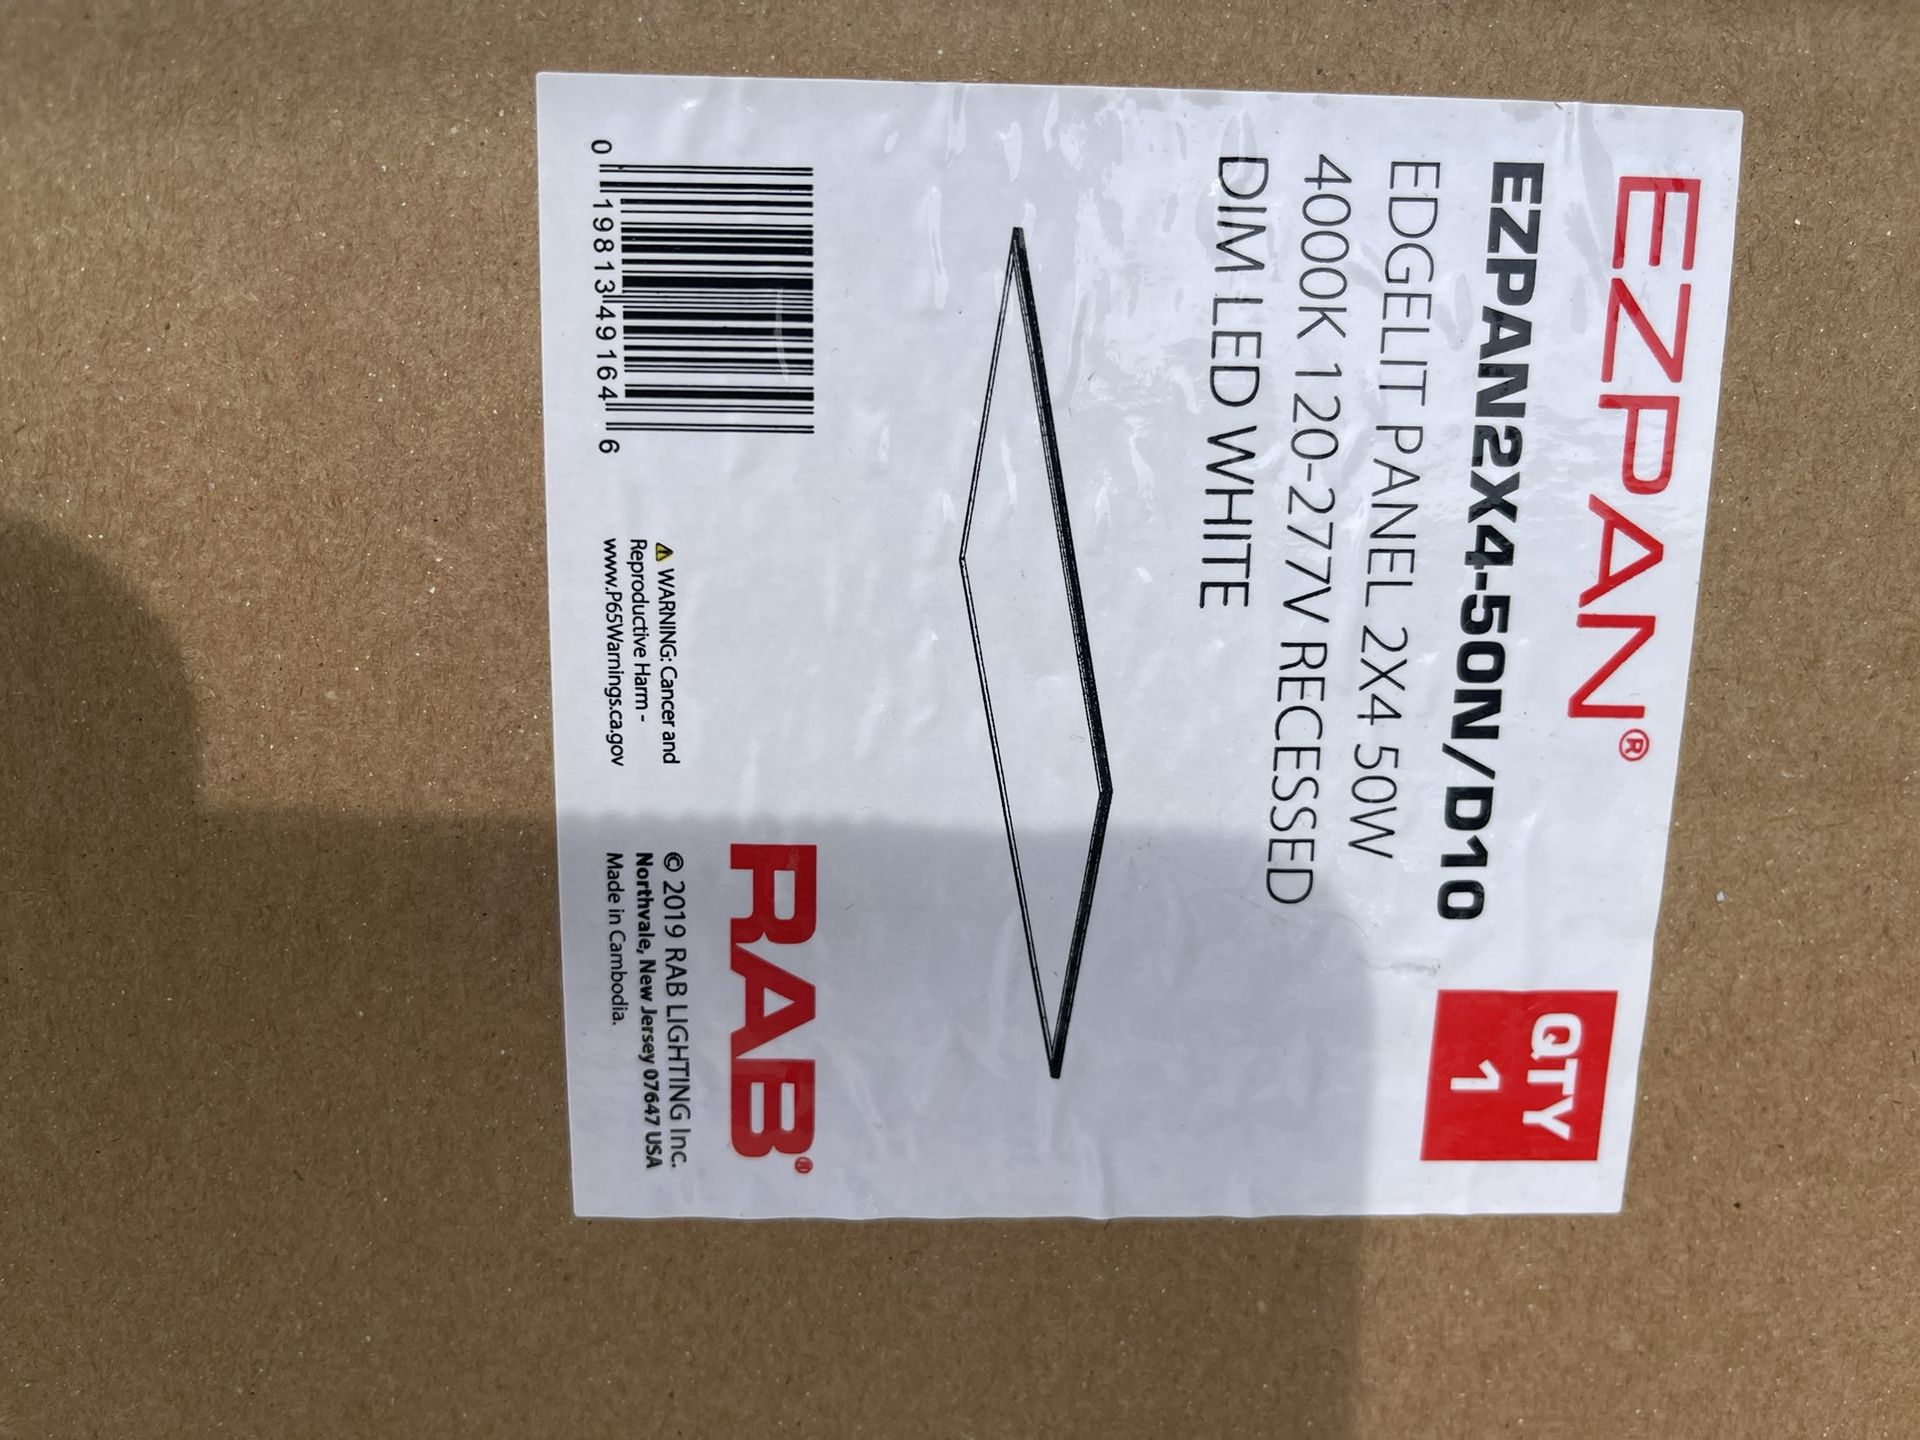 EZPAN®
EZPAN2X4-50N/D10
QTY
1
EDGELIT PANEL 2X4 50W
4000K 120-277V RECESSED
DIM LED WHITE
0 19813 49164 6
⚠ WARNING: Cancer and
Reproductive Harm -
www.P65Warnings.ca.gov
RAB®
© 2019 RAB LIGHTING Inc.
Northvale, New Jersey 07647 USA
Made in Cambodia.